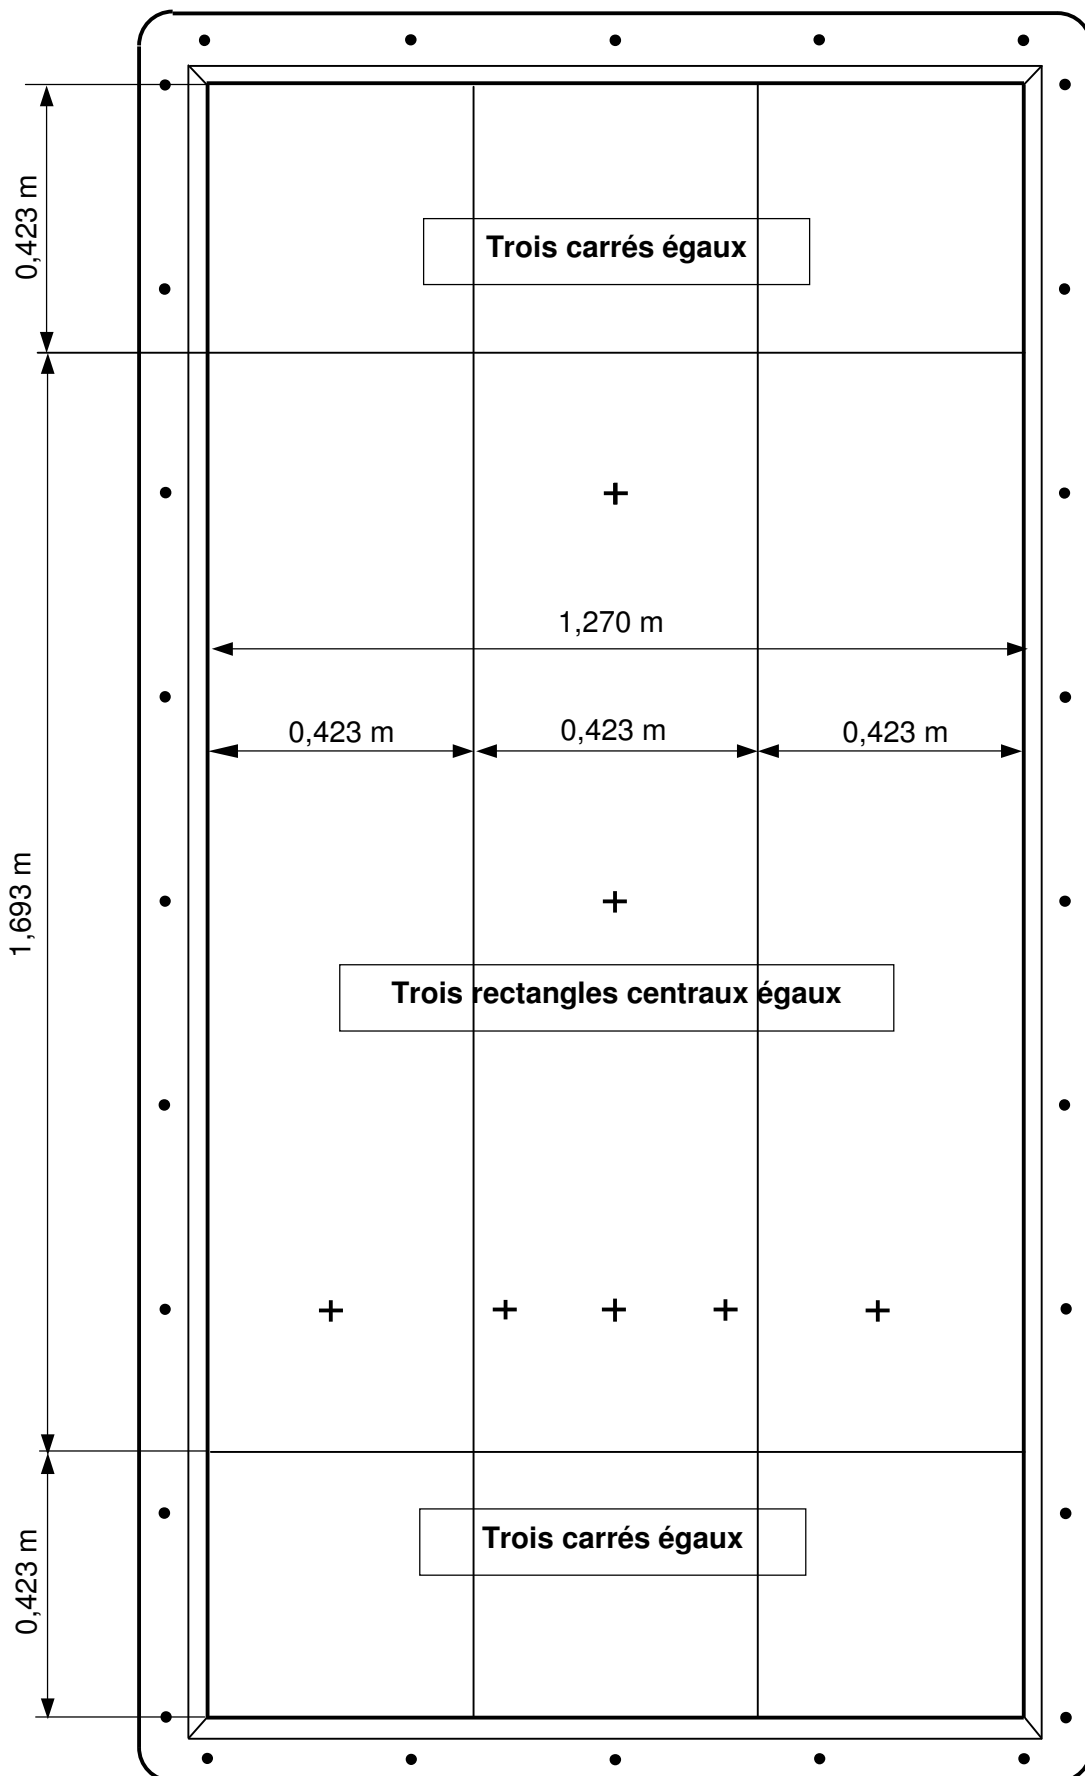 0,423 m
Trois carrés égaux
1,270 m
0,423 m
0,423 m
0,423 m
1,693 m
Trois rectangles centraux égaux
Trois carrés égaux
0,423 m